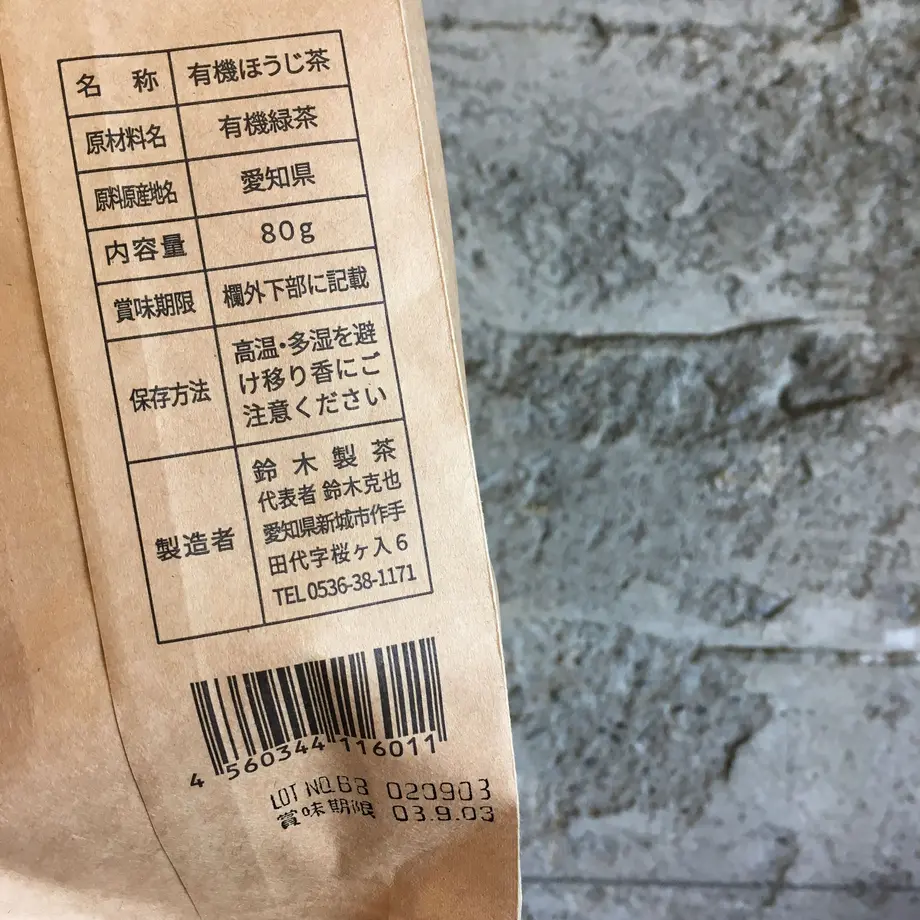 名 称 有機ほうじ茶
原材料名 有機緑茶
原料原産地名 愛知県
内容量 80g
賞味期限 欄外下部に記載
保存方法 高温・多湿を避
け移り香にご
注意ください
製造者 鈴木製茶
代表者 鈴木克也
愛知県新城市作手
田代字桜ヶ入6
TEL 0536-38-1171
4 560344 116011
LOT NO.B3 020903
賞味期限 03.9.03